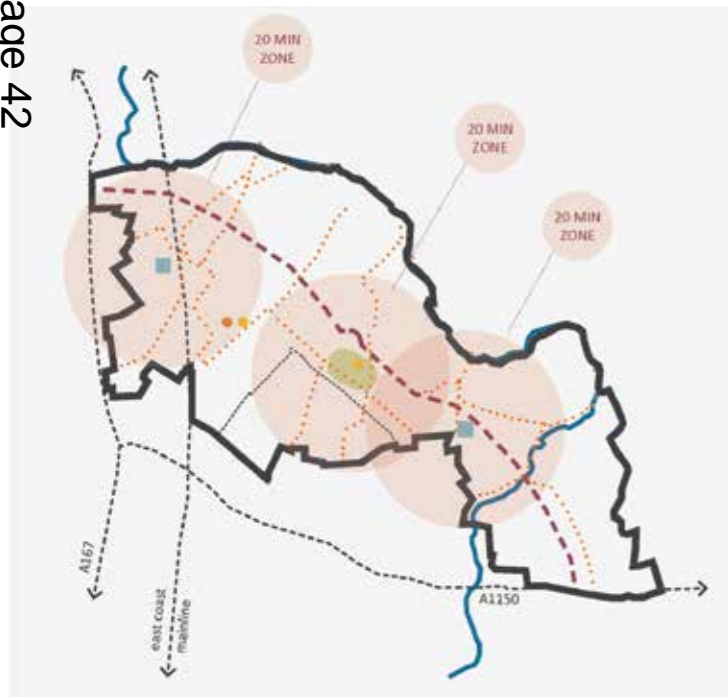 age 42
20 MIN
ZONE
20 MIN
ZONE
20 MIN
ZONE
A167
east coast
mainline
A1150